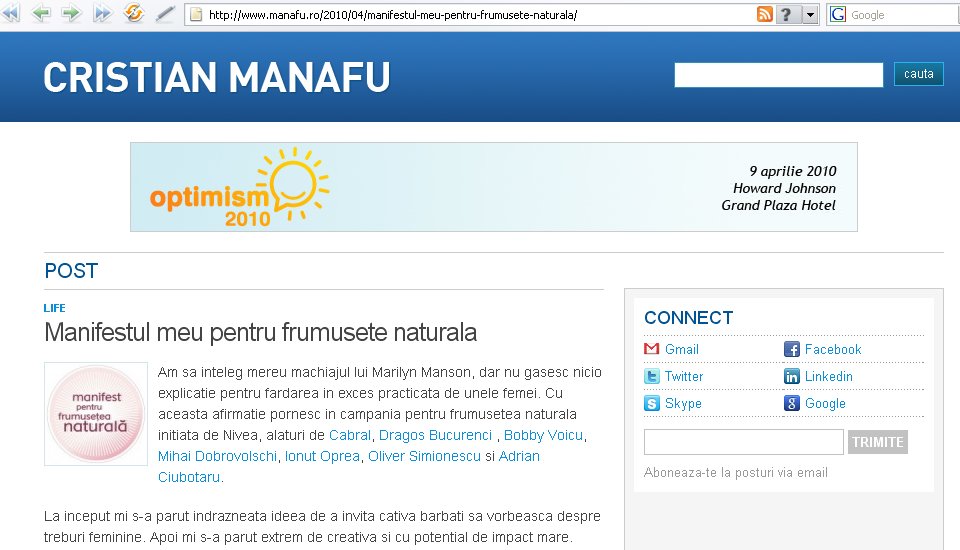 http://www.manafu.ro/2010/04/manifestul-meu-pentru-frumusete-naturala/
Google
CRISTIAN MANAFU
cauta
optimism
2010
9 aprilie 2010
Howard Johnson
Grand Plaza Hotel
POST
LIFE
Manifestul meu pentru frumusete naturala
manifest
pentru
frumusețea
naturală
Am sa inteleg mereu machiajul lui Marilyn Manson, dar nu gasesc nicio
explicatie pentru fardarea in exces practicata de unele femei. Cu
aceasta afirmatie pornesc in campania pentru frumusetea naturala
initiata de Nivea, alaturi de Cabral, Dragos Bucurenci , Bobby Voicu,
Mihai Dobrovolschi, Ionut Oprea, Oliver Simionescu si Adrian
Ciubotaru.
La inceput mi s-a parut indrazneata ideea de a invita cativa barbati sa vorbeasca despre
treburi feminine. Apoi mi s-a parut extrem de creativa si cu potential de impact mare.
CONNECT
Gmail
Facebook
Twitter
Linkedin
Skype
Google
TRIMITE
Aboneaza-te la posturi via email